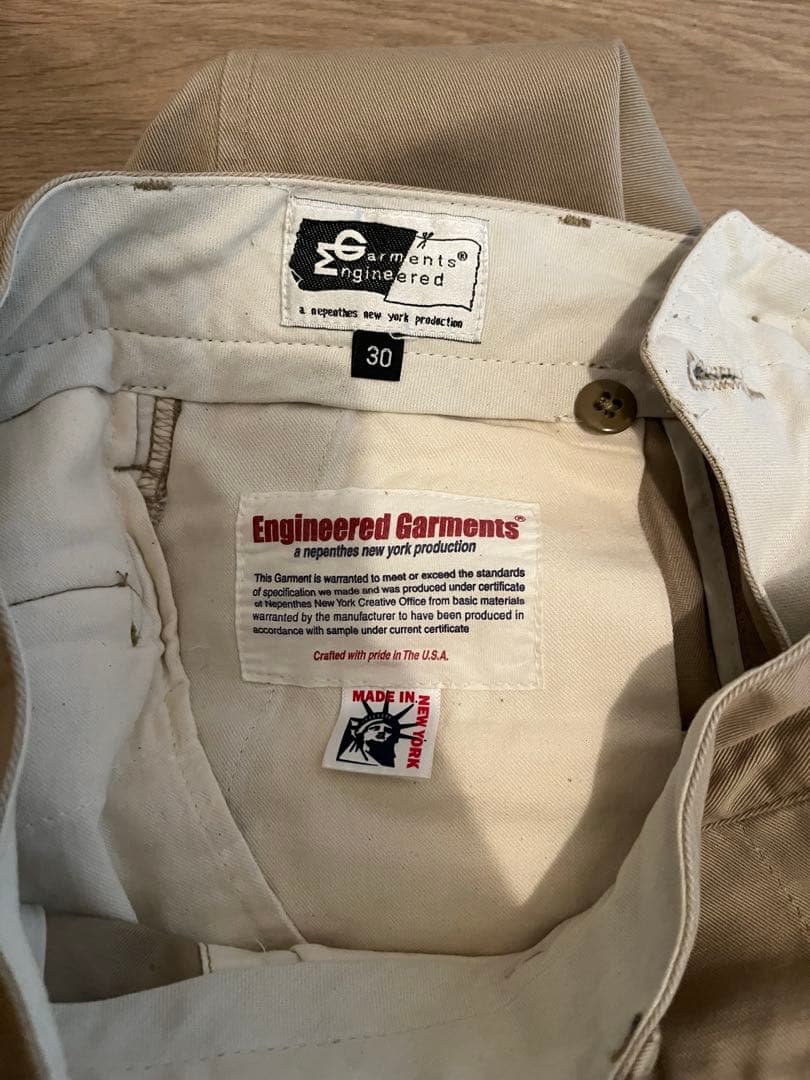 EG
Garments®
Engineered
a nepenthes new york production
30
Engineered Garments®
a nepenthes new york production
This Garment is warranted to meet or exceed the standards
of specification we made and was produced under certificate
at Nepenthes New York Creative Office from basic materials
warranted by the manufacturer to have been produced in
accordance with sample under current certificate
Crafted with pride in The U.S.A.
MADE IN
NEW YORK